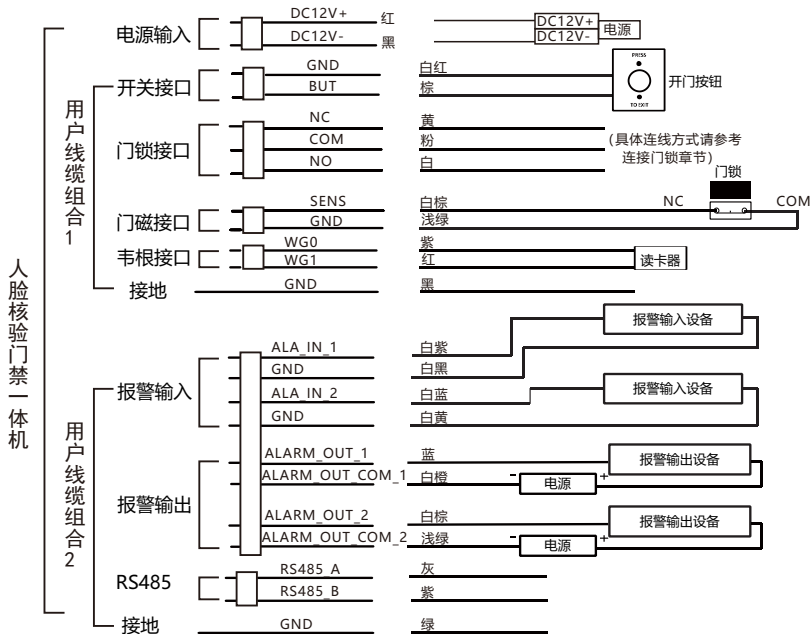 人脸核验门禁一体机
电源输入
DC12V+ 红 DC12V+
DC12V- 黑 DC12V-
电源
用户线缆组合1
开关接口
GND 白红
BUT 棕
PRESS
TO EXIT
开门按钮
门锁接口
NC 黄
COM 粉
NO 白
(具体连线方式请参考
连接门锁章节)
门锁
门磁接口
SENS 白棕 NC COM
GND 浅绿
韦根接口
WG0 紫
WG1 红
读卡器
接地 GND 黑
用户线缆组合2
报警输入
ALA_IN_1 白紫
GND 白黑
报警输入设备
ALA_IN_2 白蓝
GND 白黄
报警输入设备
报警输出
ALARM_OUT_1 蓝
ALARM_OUT_COM_1 白橙
- 电源 +
报警输出设备
ALARM_OUT_2 白棕
ALARM_OUT_COM_2 浅绿
- 电源 +
报警输出设备
RS485
RS485_A 灰
RS485_B 紫
接地 GND 绿